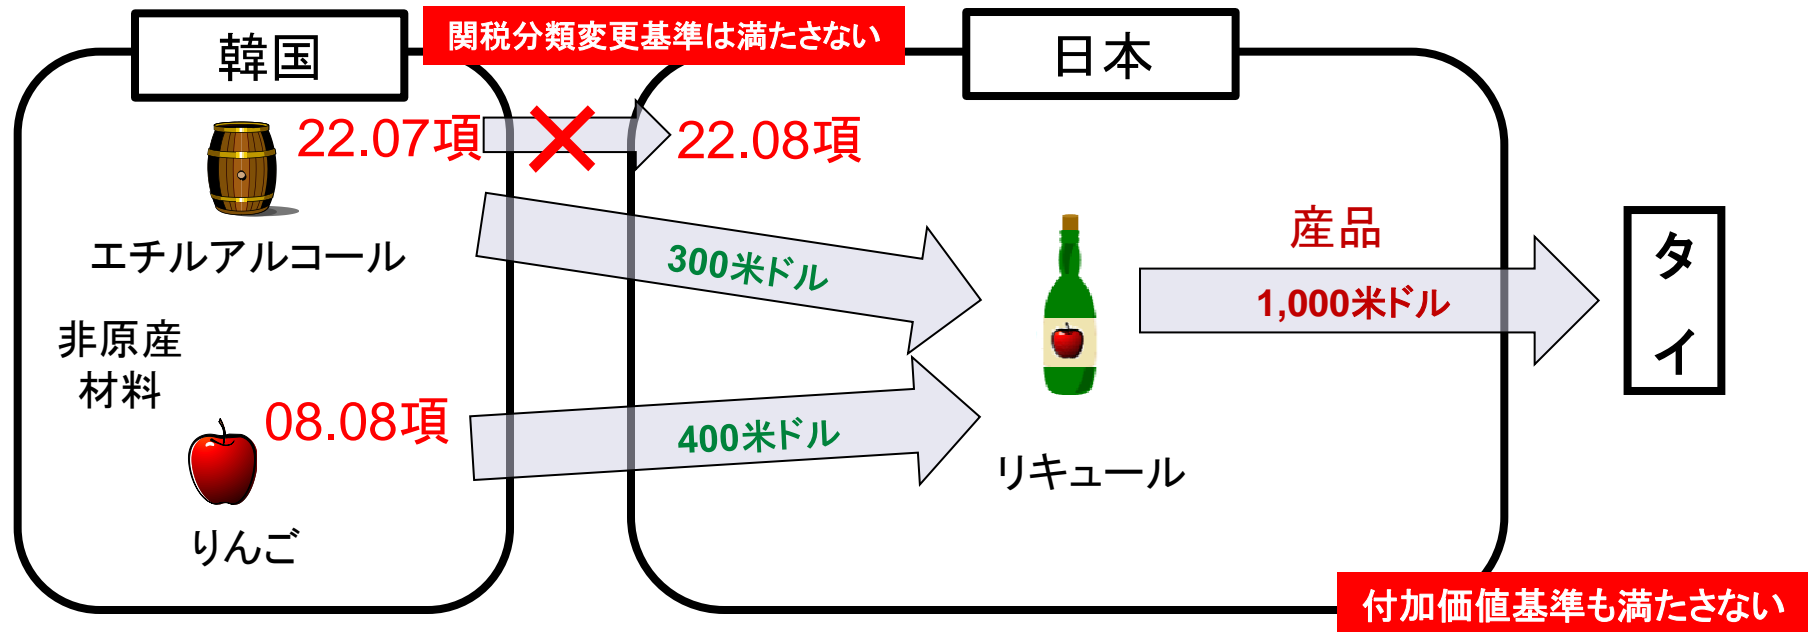 韓国
関税分類変更基準は満たさない
日本
22.07項
22.08項
エチルアルコール
300米ドル
産品
1,000米ドル
タ
イ
非原産
材料
08.08項
400米ドル
リキュール
りんご
付加価値基準も満たさない